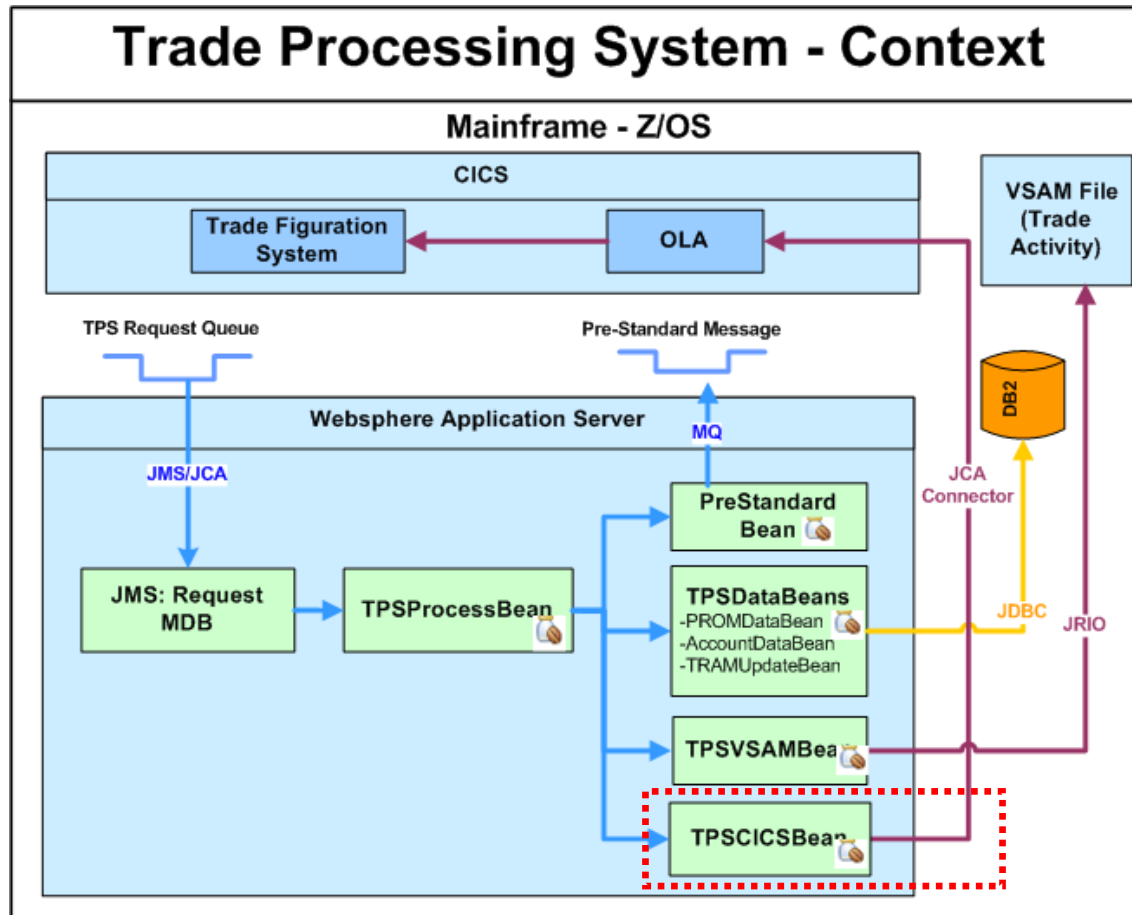 Trade Processing System - Context
Mainframe - Z/OS
CICS
Trade Figuration
System
OLA
VSAM File
(Trade
Activity)
TPS Request Queue
Pre-Standard Message
DB2
Websphere Application Server
MQ
JMS/JCA
JCA
Connector
PreStandard
Bean
JMS: Request
MDB
TPSProcessBean
TPSDataBeans
-PROMDataBean
-AccountDataBean
-TRAMUpdateBean
JDBC
JRIO
TPSVSAMBean
TPSCICSBean